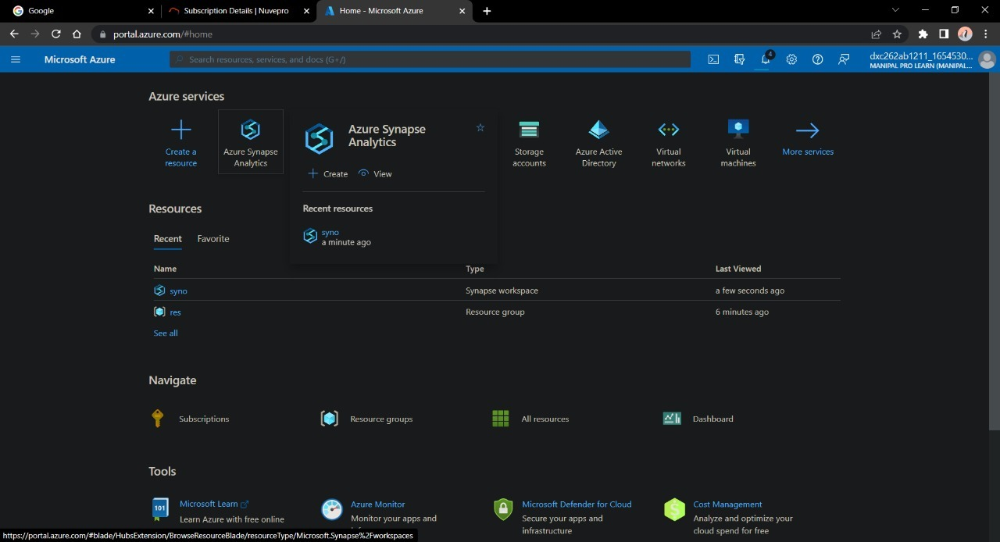 Google
Subscription Details | Nuvepro
Home - Microsoft Azure
portal.azure.com/#home
Microsoft Azure
Search resources, services, and docs (G+/)
4
dxc262ab1211_1654530...
MANIPAL PRO LEARN (MANIPAL...
Azure services
Create a
resource
Azure Synapse
Analytics
Azure Synapse
Analytics
Create
View
Recent resources
syno
a minute ago
Storage
accounts
Azure Active
Directory
Virtual
networks
Virtual
machines
More services
Resources
Recent
Favorite
Name
Type
Last Viewed
syno
Synapse workspace
a few seconds ago
res
Resource group
6 minutes ago
See all
Navigate
Subscriptions
Resource groups
All resources
Dashboard
Tools
101
Microsoft Learn
Learn Azure with free online
Azure Monitor
Monitor your apps and
Microsoft Defender for Cloud
Secure your apps and
infrastructure
$
Cost Management
Analyze and optimize your
cloud spend for free
https://portal.azure.com/#blade/HubsExtension/BrowseResourceBlade/resourceType/Microsoft.Synapse%2Fworkspaces